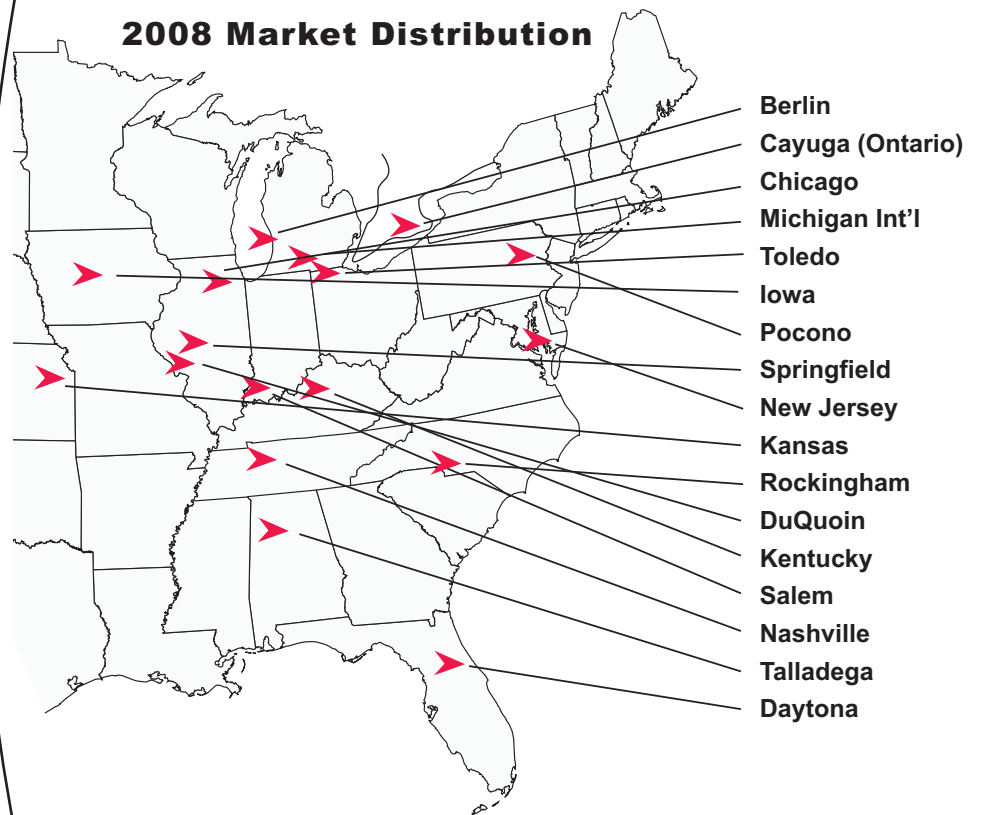 2008 Market Distribution
Berlin
Cayuga (Ontario)
Chicago
Michigan Int’l
Toledo
Iowa
Pocono
Springfield
New Jersey
Kansas
Rockingham
DuQuoin
Kentucky
Salem
Nashville
Talladega
Daytona